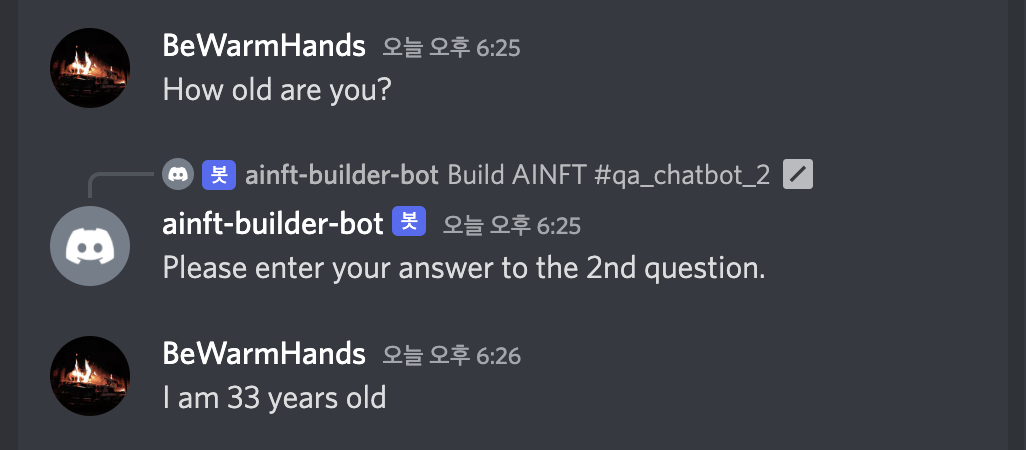 BeWarmHands 오늘 오후 6:25
How old are you?
봇 ainft-builder-bot Build AINFT #qa_chatbot_2
ainft-builder-bot 봇 오늘 오후 6:25
Please enter your answer to the 2nd question.
BeWarmHands 오늘 오후 6:26
I am 33 years old